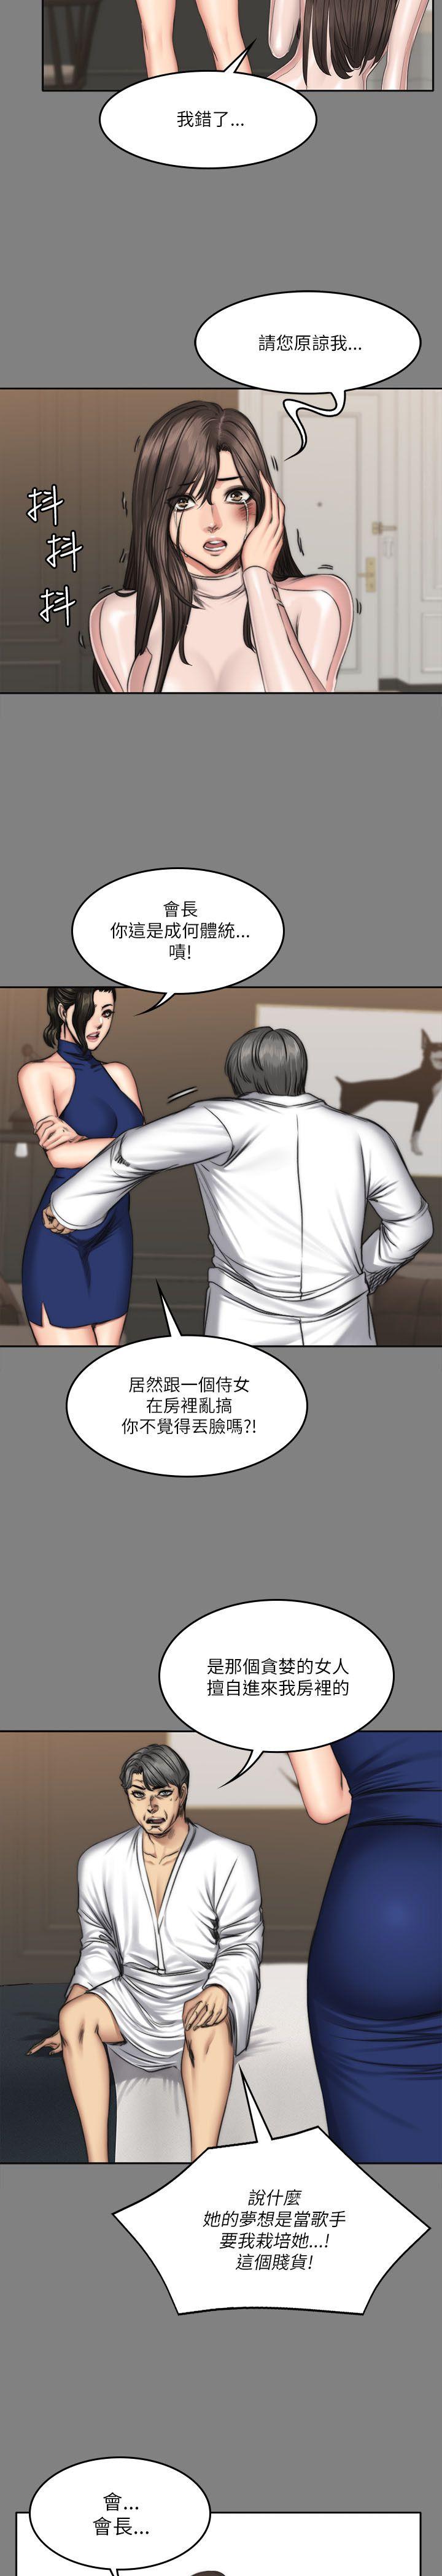 我錯了...
請您原諒我...
抖
抖
抖
會長
你這是成何體統...
嘖!
居然跟一個侍女
在房裡亂搞
你不覺得丟臉嗎?!
是那個貪婪的女人
擅自進來我房裡的
說什麼
她的夢想是當歌手
要我栽培她...!
這個賤貨!
會...
會長...